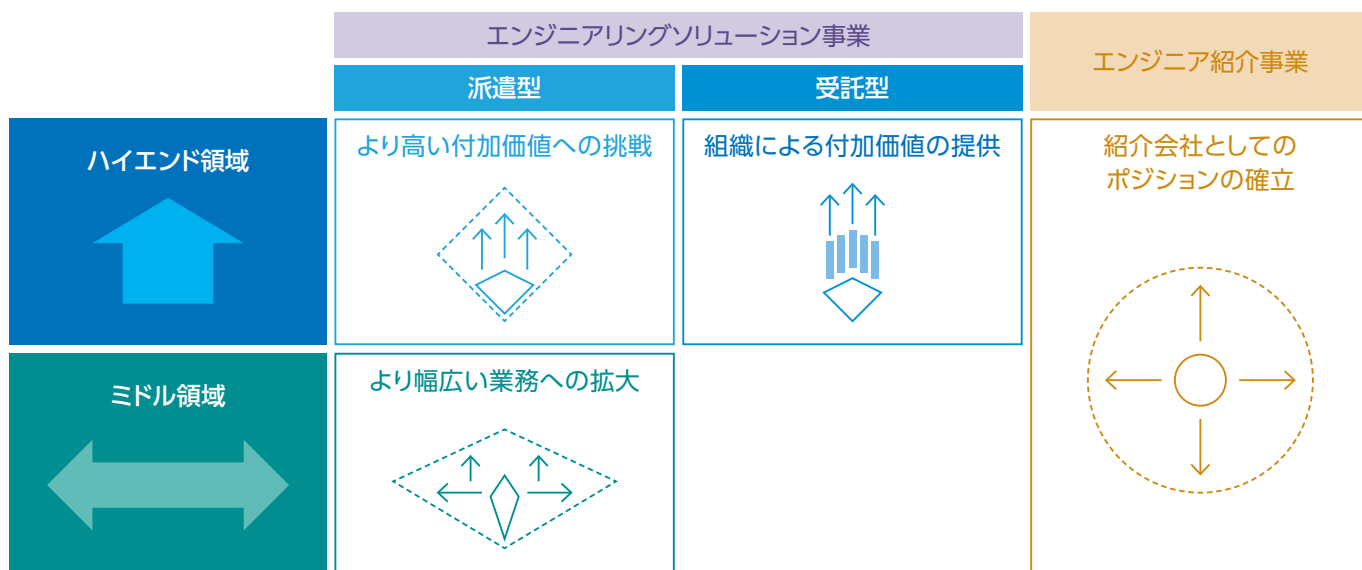 エンジニアリングソリューション事業
エンジニア紹介事業
派遣型
受託型
ハイエンド領域
より高い付加価値への挑戦
組織による付加価値の提供
紹介会社としての
ポジションの確立
ミドル領域
より幅広い業務への拡大